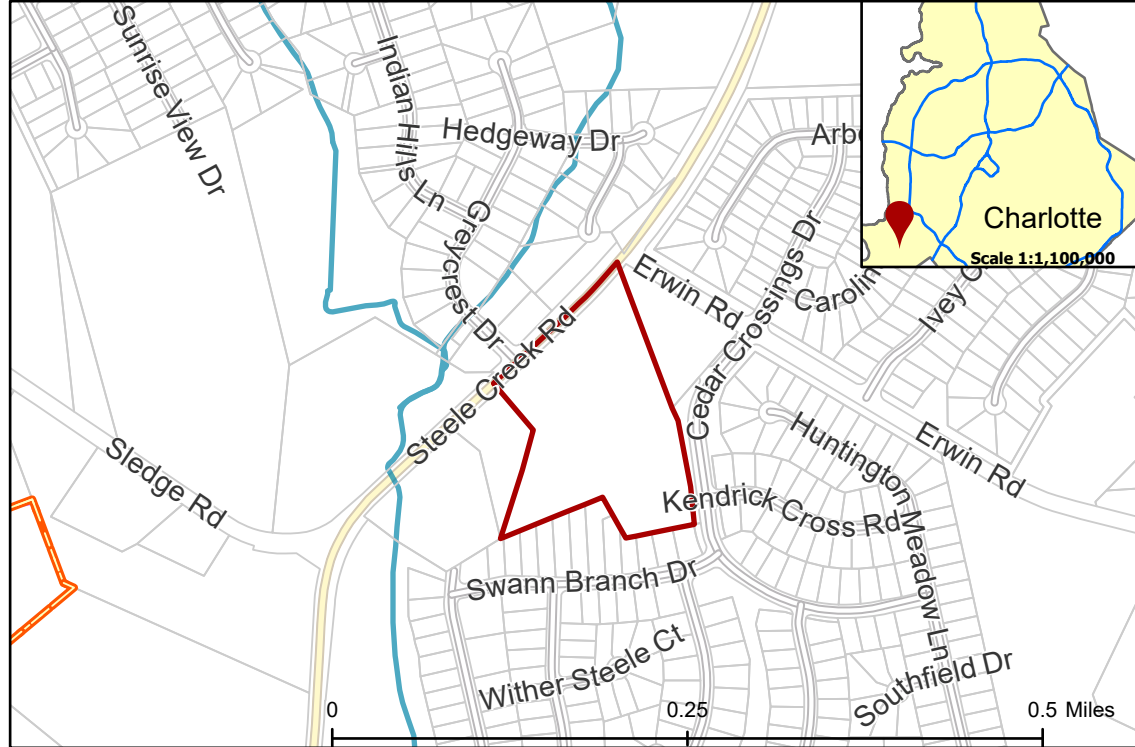 Sunrise View Dr
Indian Hills Ln
Hedgeway Dr
Greycrest Dr
Steele Creek Rd
Erwin Rd
Cedar Crossings Dr
Charlotte
Scale 1:1,100,000
Huntington Meadow Ln
Erwin Rd
Kendrick Cross Rd
Sledge Rd
Swann Branch Dr
Wither Steele Ct
Southfield Dr
0 0.25 0.5 Miles